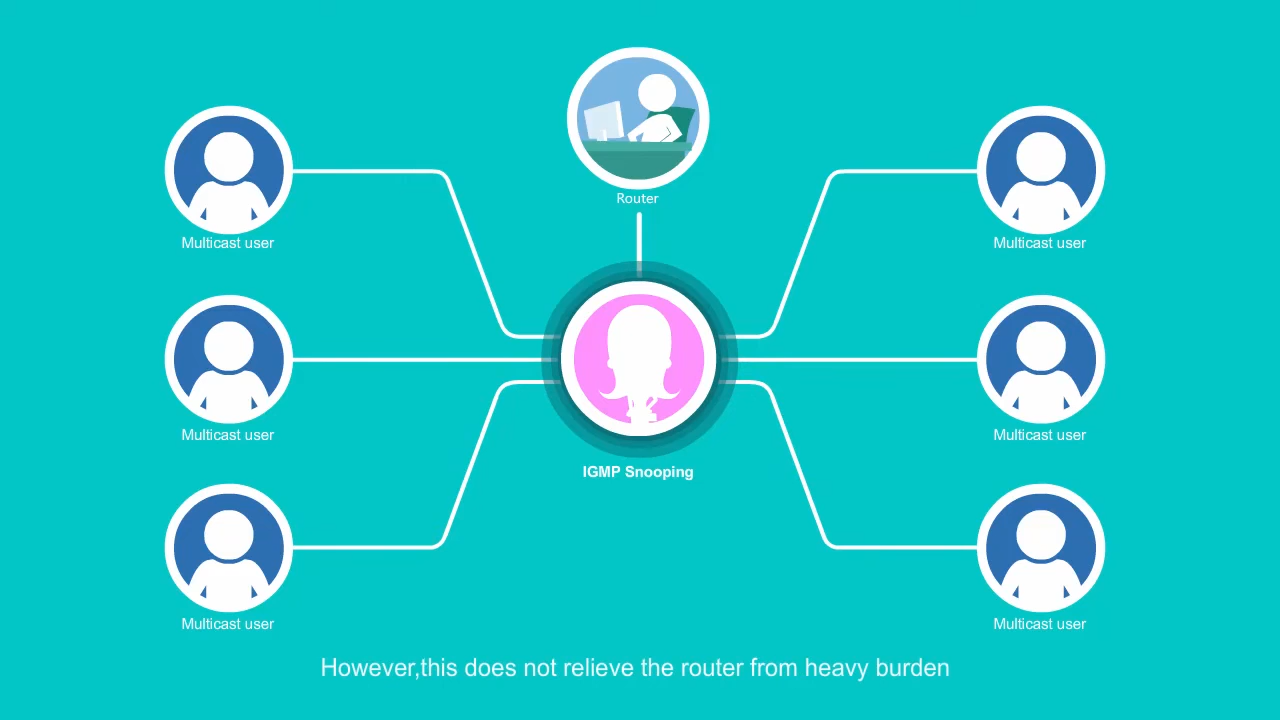 Router
Multicast user
Multicast user
Multicast user
Multicast user
IGMP Snooping
Multicast user
Multicast user
However,this does not relieve the router from heavy burden